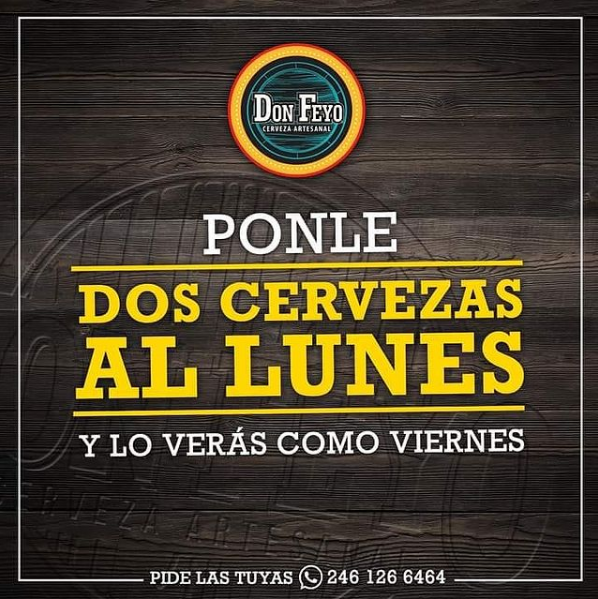 DON FEYO
CERVEZA ARTESANAL
PONLE
DOS CERVEZAS
AL LUNES
Y LO VERÁS COMO VIERNES
PIDE LAS TUYAS 246 126 6464